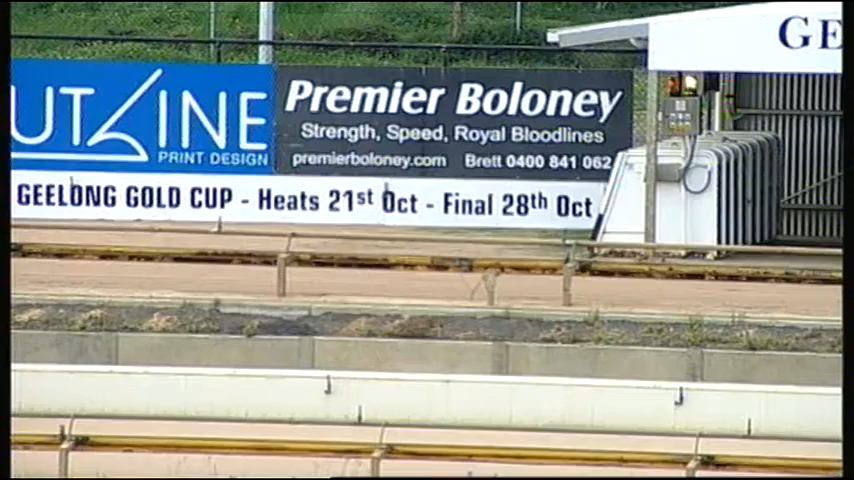 UTLINE
PRINT DESIGN
Premier Boloney
Strength, Speed, Royal Bloodlines
premierboloney.com Brett 0400 841 062
GEELONG GOLD CUP - Heats 21st Oct - Final 28th Oct
GE